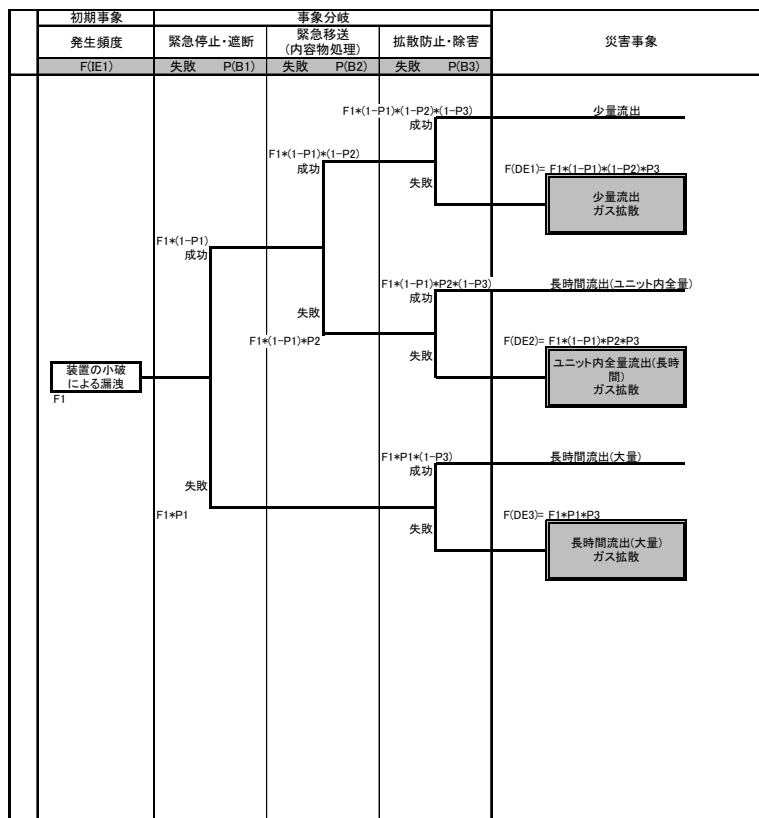 初期事象
事象分岐
発生頻度
緊急停止・遮断
緊急移送
(内容物処理)
拡散防止・除害
災害事象
F(IE1)
失敗 P(B1)
失敗 P(B2)
失敗 P(B3)
F1*(1-P1)*(1-P2)*(1-P3)
成功
少量流出
F1*(1-P1)*(1-P2)
成功
失敗
F(DE1)= F1*(1-P1)*(1-P2)*P3
少量流出
ガス拡散
F1*(1-P1)
成功
F1*(1-P1)*P2*(1-P3)
成功
長時間流出(ユニット内全量)
失敗
F1*(1-P1)*P2
失敗
F(DE2)= F1*(1-P1)*P2*P3
ユニット内全量流出(長時
間)
ガス拡散
装置の小破
による漏洩
F1
F1*P1*(1-P3)
成功
長時間流出(大量)
失敗
F1*P1
失敗
F(DE3)= F1*P1*P3
長時間流出(大量)
ガス拡散